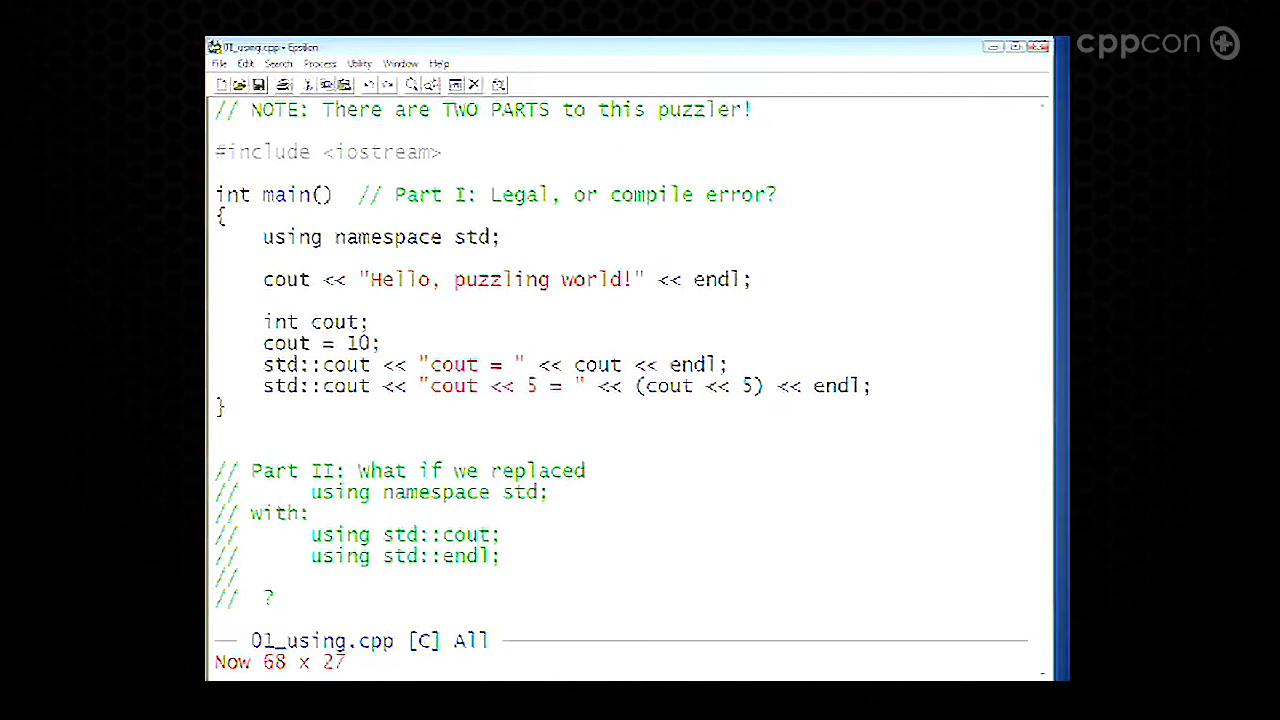 cppcon
01_using.cpp - Epsilon
File Edit Search Process Utility Window Help
// NOTE: There are TWO PARTS to this puzzler!
#include <iostream>
int main()  // Part I: Legal, or compile error?
{
    using namespace std;
    cout << "Hello, puzzling world!" << endl;
    int cout;
    cout = 10;
    std::cout << "cout = " << cout << endl;
    std::cout << "cout << 5 = " << (cout << 5) << endl;
}
// Part II: What if we replaced
//      using namespace std;
// with:
//      using std::cout;
//      using std::endl;
//
//  ?
01_using.cpp [C] All
Now 68 x 27